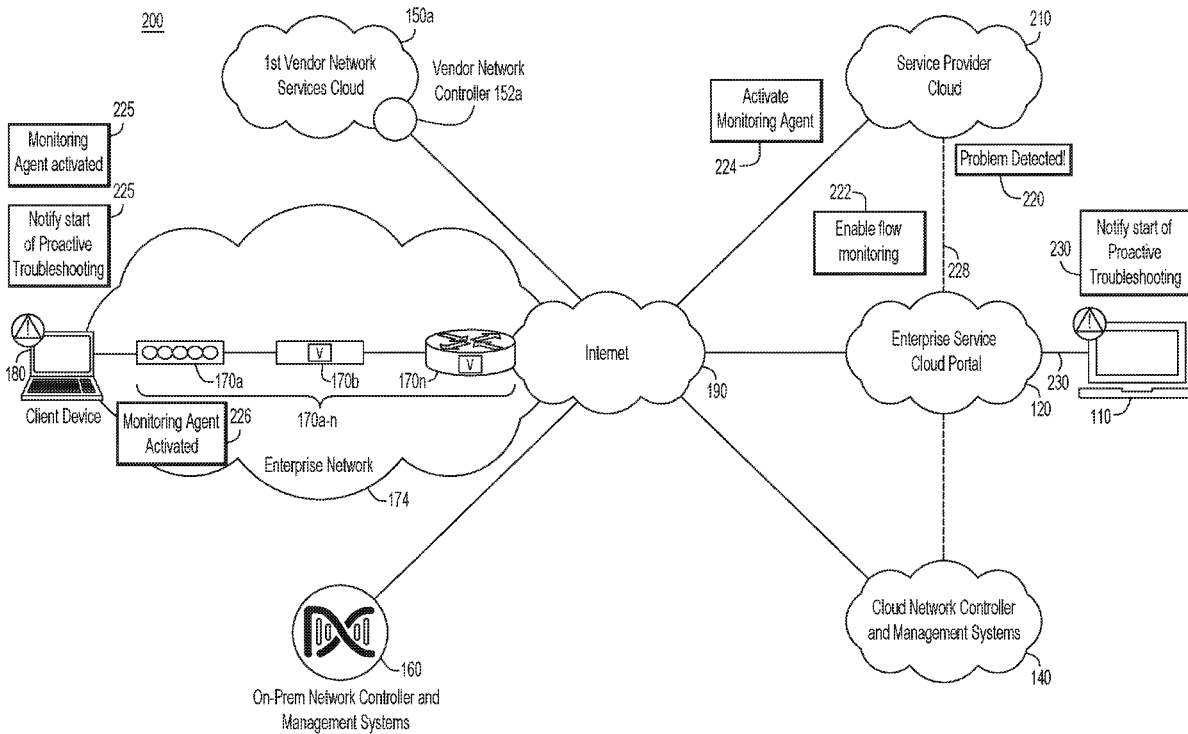 200
150a
1st Vendor Network
Services Cloud
Vendor Network
Controller 152a
210
Service Provider
Cloud
Activate
Monitoring Agent
224
Problem Detected!
220
225
Monitoring
Agent activated
225
Notify start
of Proactive
Troubleshooting
222
Enable flow
monitoring
228
230
Notify start of
Proactive
Troubleshooting
180
Client Device
170a
V
170b
V
170n
170a-n
Internet
190
Enterprise Service
Cloud Portal
120
230
110
Monitoring Agent
Activated
226
Enterprise Network
174
160
On-Prem Network Controller and
Management Systems
Cloud Network Controller
and Management Systems
140